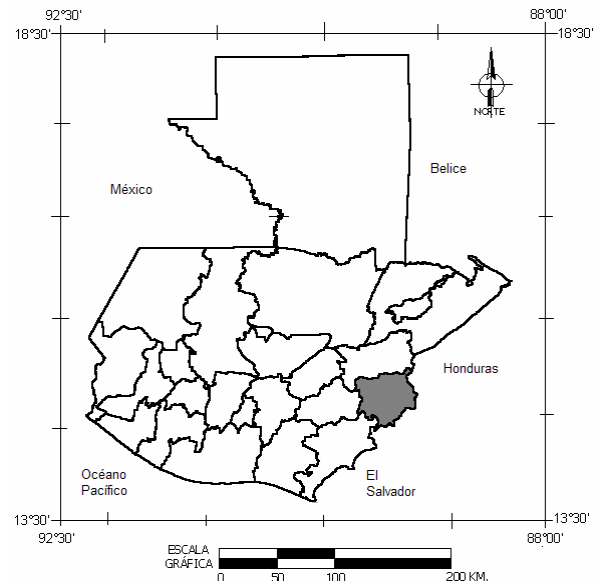 92°30'
88°00'
18°30'
18°30'
NORTE
México
Belice
Honduras
Océano
Pacífico
El
Salvador
13°30'
13°30'
92°30'
88°00'
ESCALA
GRÁFICA
0 50 100 200 KM.